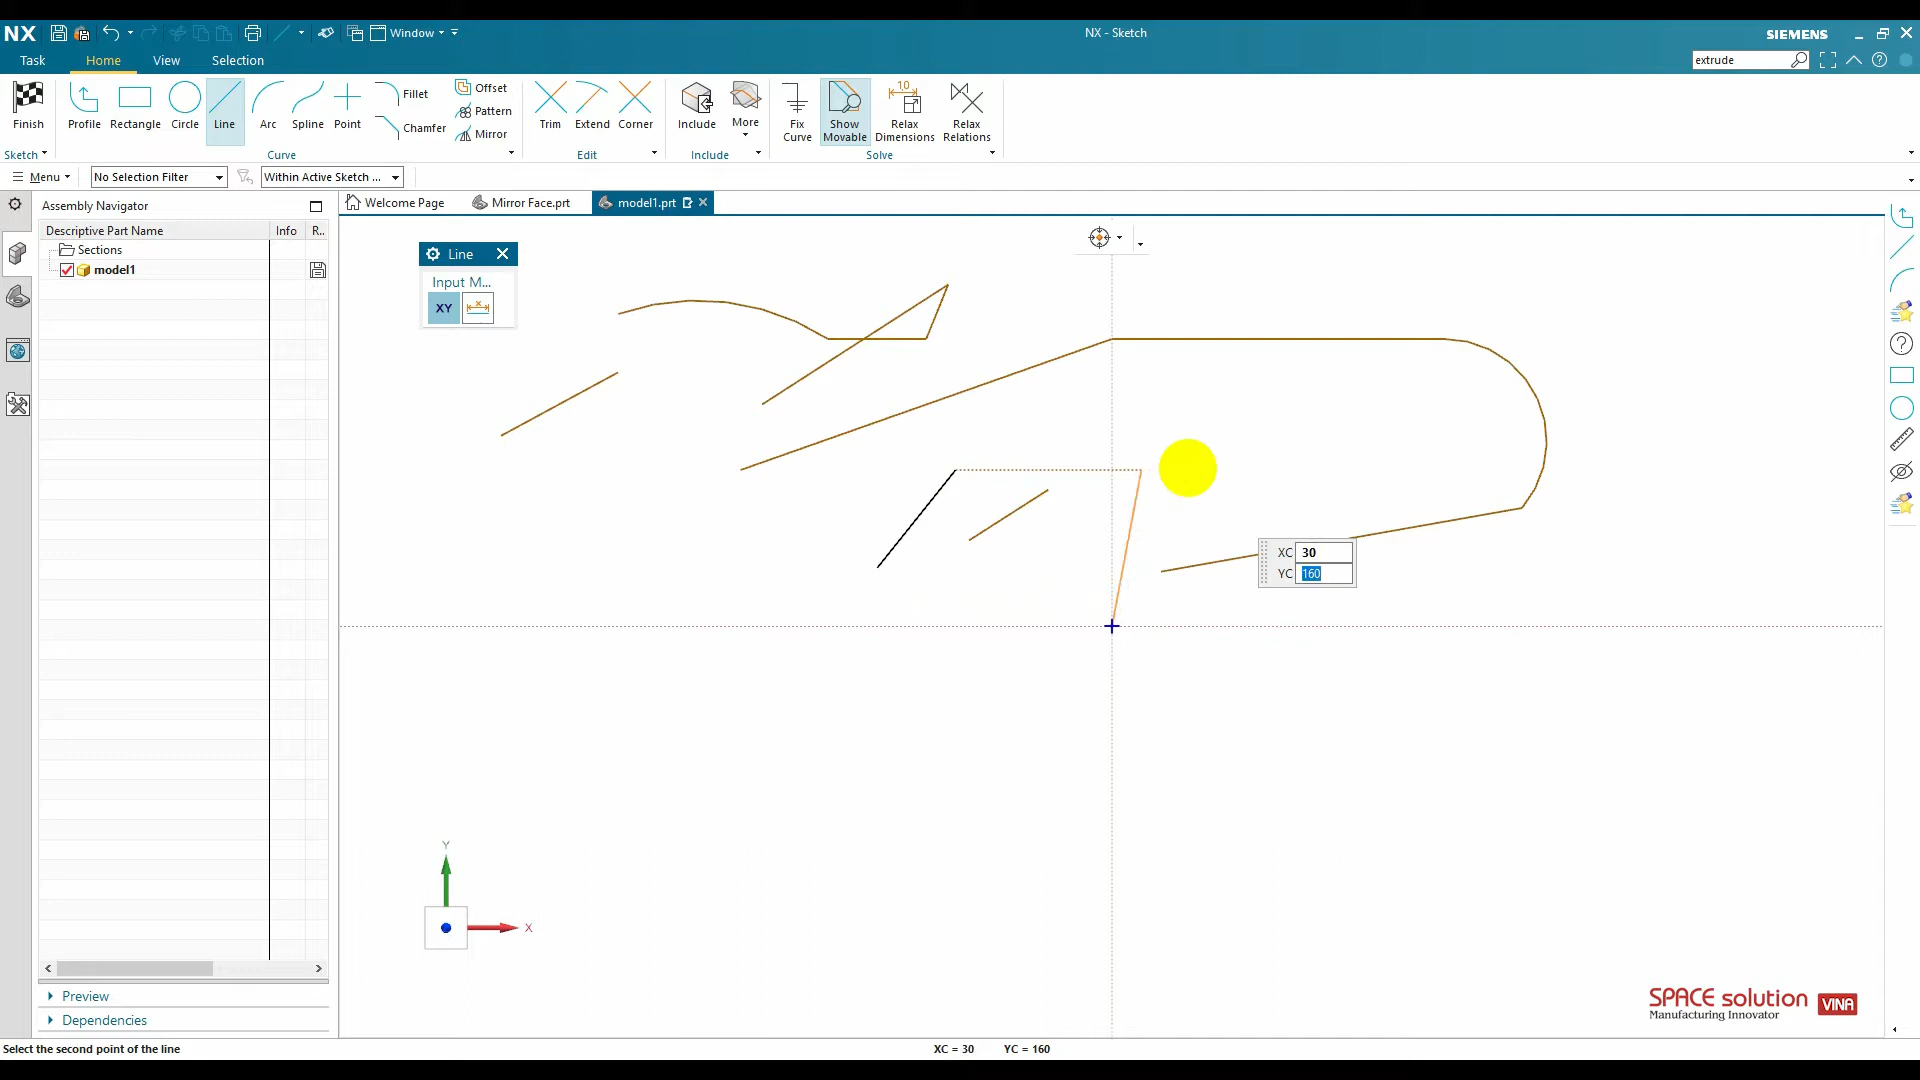 NX Window NX - Sketch SIEMENS
Task Home View Selection extrude
Finish Profile Rectangle Circle Line Arc Spline Point Fillet Chamfer Offset Pattern Mirror Trim Extend Corner Include More Fix Curve Show Movable 1,0 Relax Dimensions Relax Relations
Sketch Curve Edit Include Solve
Menu No Selection Filter Within Active Sketch ...
Assembly Navigator
Welcome Page Mirror Face.prt model1.prt
Descriptive Part Name Info R..
Sections
model1
Line
Input M...
XY
XC 30
YC 160
Y
X
Preview
Dependencies
SPACE solution VINA
Manufacturing Innovator
Select the second point of the line XC = 30 YC = 160